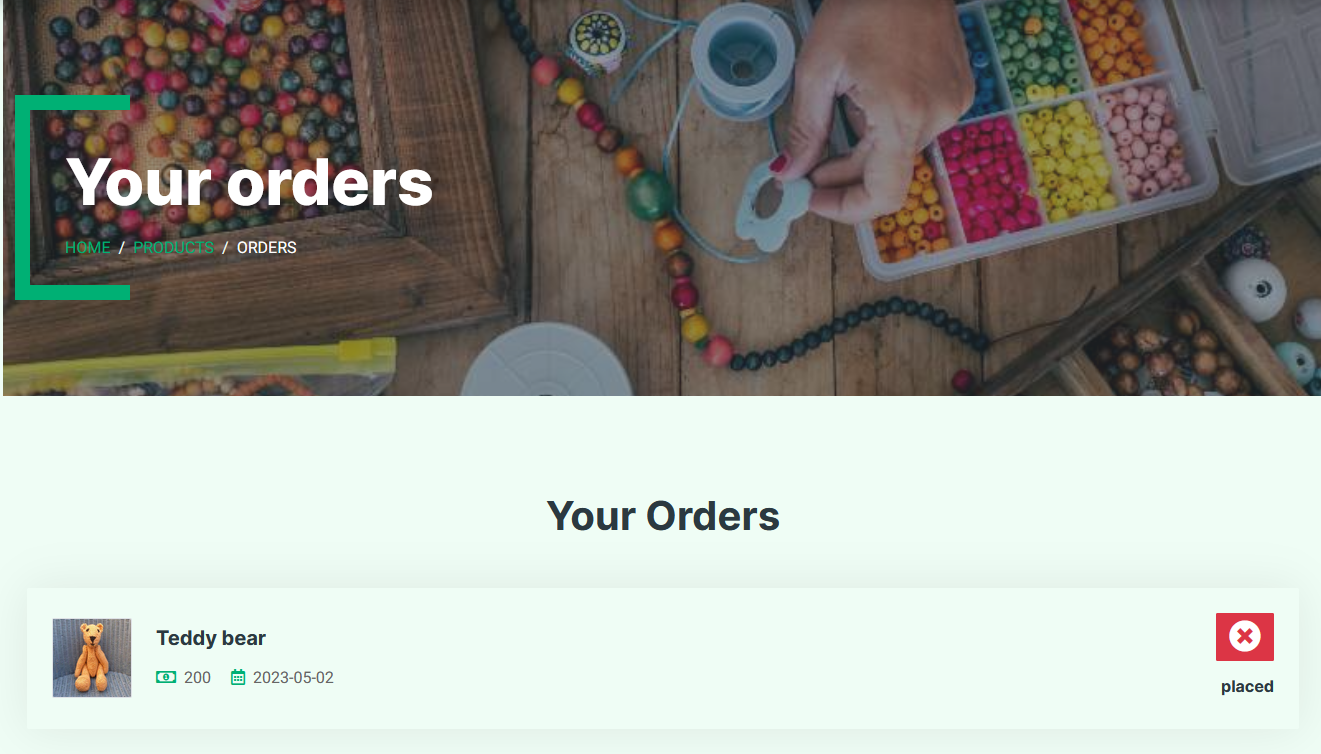 Your orders
HOME / PRODUCTS / ORDERS
Your Orders
Teddy bear
200 2023-05-02
placed